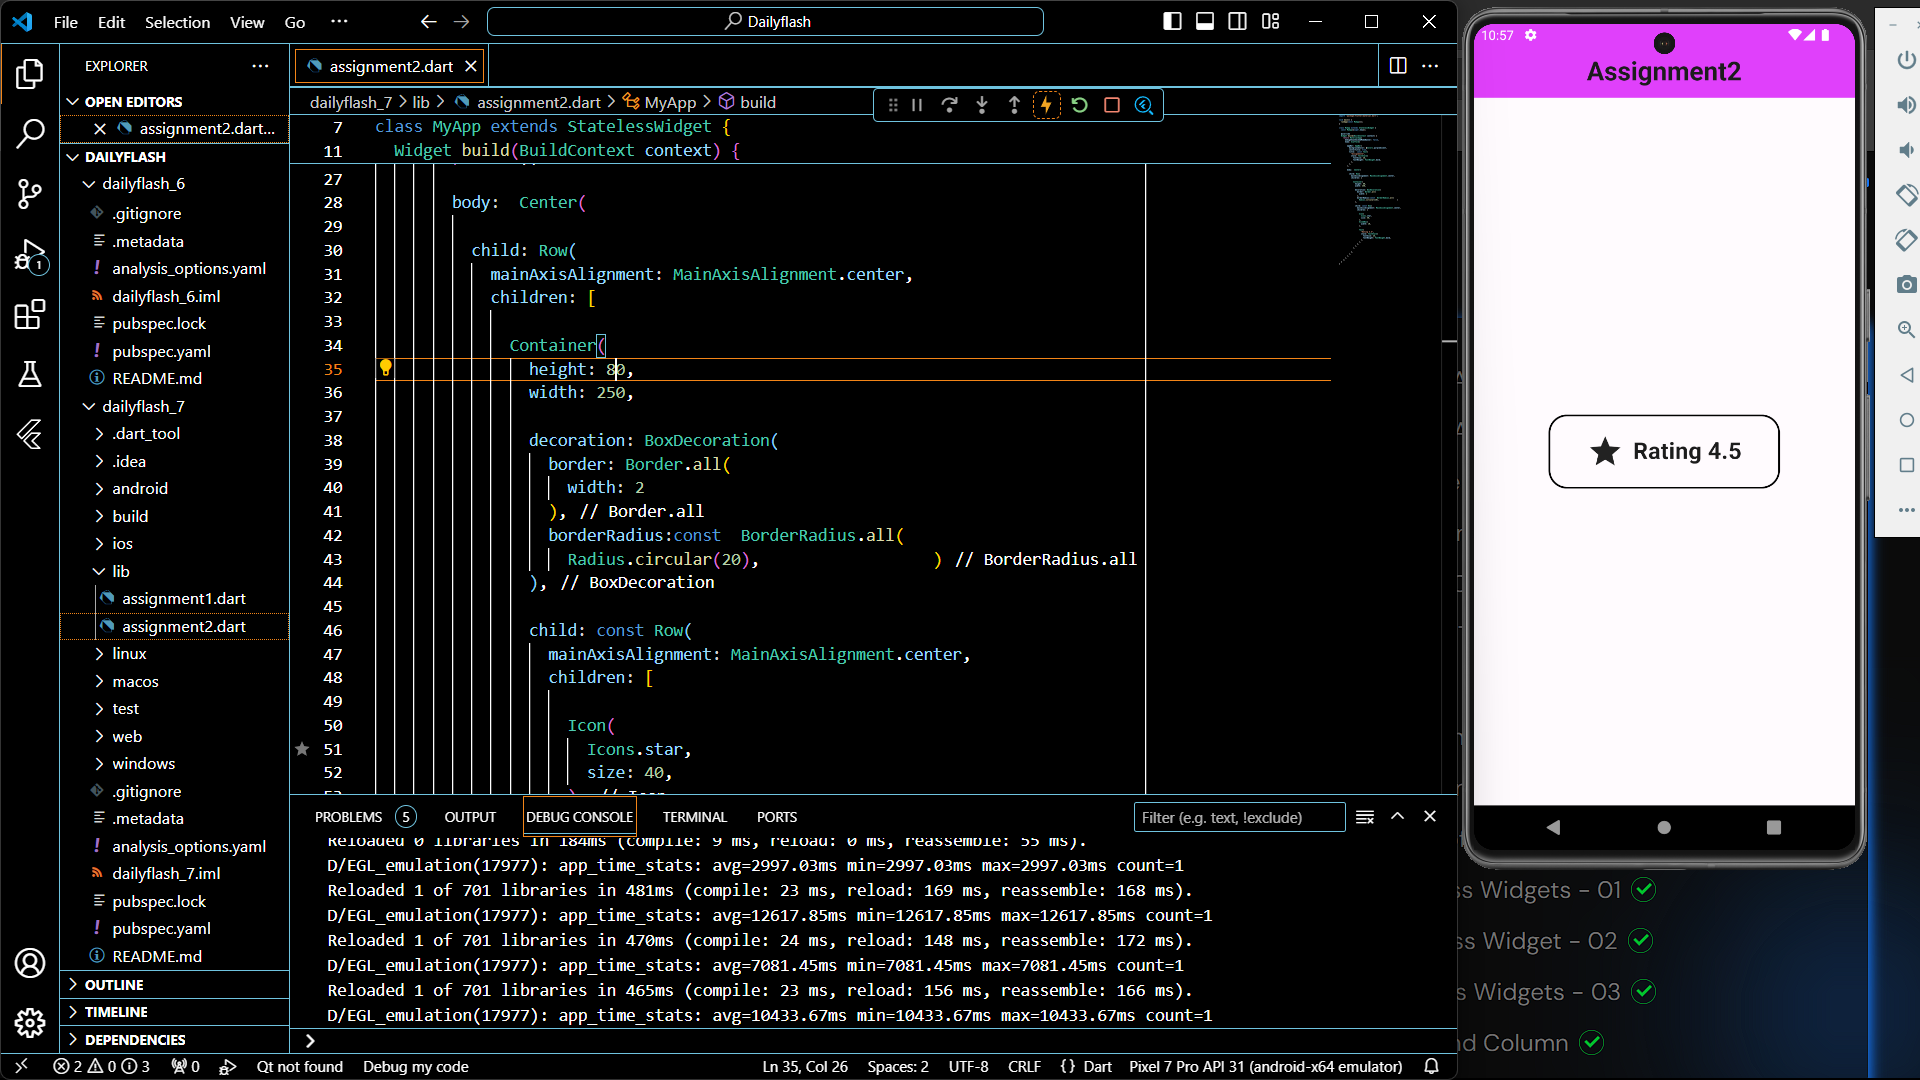 File Edit Selection View Go ···
Dailyflash
EXPLORER
OPEN EDITORS
assignment2.dart...
DAILYFLASH
dailyflash_6
.gitignore
.metadata
! analysis_options.yaml
dailyflash_6.iml
pubspec.lock
! pubspec.yaml
README.md
dailyflash_7
.dart_tool
.idea
android
build
ios
lib
assignment1.dart
assignment2.dart
linux
macos
test
web
windows
.gitignore
.metadata
! analysis_options.yaml
dailyflash_7.iml
pubspec.lock
! pubspec.yaml
README.md
OUTLINE
TIMELINE
DEPENDENCIES
1
assignment2.dart
dailyflash_7 > lib > assignment2.dart > MyApp > build
7 class MyApp extends StatelessWidget {
11 Widget build(BuildContext context) {
27
28 body:  Center(
29
30 child: Row(
31 mainAxisAlignment: MainAxisAlignment.center,
32 children: [
33
34 Container(
35 height: 80,
36 width: 250,
37
38 decoration: BoxDecoration(
39 border: Border.all(
40 width: 2
41 ), // Border.all
42 borderRadius:const  BorderRadius.all(
43 Radius.circular(20), ) // BorderRadius.all
44 ), // BoxDecoration
45
46 child: const Row(
47 mainAxisAlignment: MainAxisAlignment.center,
48 children: [
49
50 Icon(
51 Icons.star,
52 size: 40,
PROBLEMS 5 OUTPUT DEBUG CONSOLE TERMINAL PORTS
Filter (e.g. text, !exclude)
Reloaded 0 libraries in 184ms (compile: 9 ms, reload: 0 ms, reassemble: 55 ms).
D/EGL_emulation(17977): app_time_stats: avg=2997.03ms min=2997.03ms max=2997.03ms count=1
Reloaded 1 of 701 libraries in 481ms (compile: 23 ms, reload: 169 ms, reassemble: 168 ms).
D/EGL_emulation(17977): app_time_stats: avg=12617.85ms min=12617.85ms max=12617.85ms count=1
Reloaded 1 of 701 libraries in 470ms (compile: 24 ms, reload: 148 ms, reassemble: 172 ms).
D/EGL_emulation(17977): app_time_stats: avg=7081.45ms min=7081.45ms max=7081.45ms count=1
Reloaded 1 of 701 libraries in 465ms (compile: 23 ms, reload: 156 ms, reassemble: 166 ms).
D/EGL_emulation(17977): app_time_stats: avg=10433.67ms min=10433.67ms max=10433.67ms count=1
2 0 3 0 Qt not found Debug my code
Ln 35, Col 26 Spaces: 2 UTF-8 CRLF {} Dart Pixel 7 Pro API 31 (android-x64 emulator)
10:57
Assignment2
Rating 4.5
ss Widgets - 01
ss Widget - 02
s Widgets - 03
nd Column